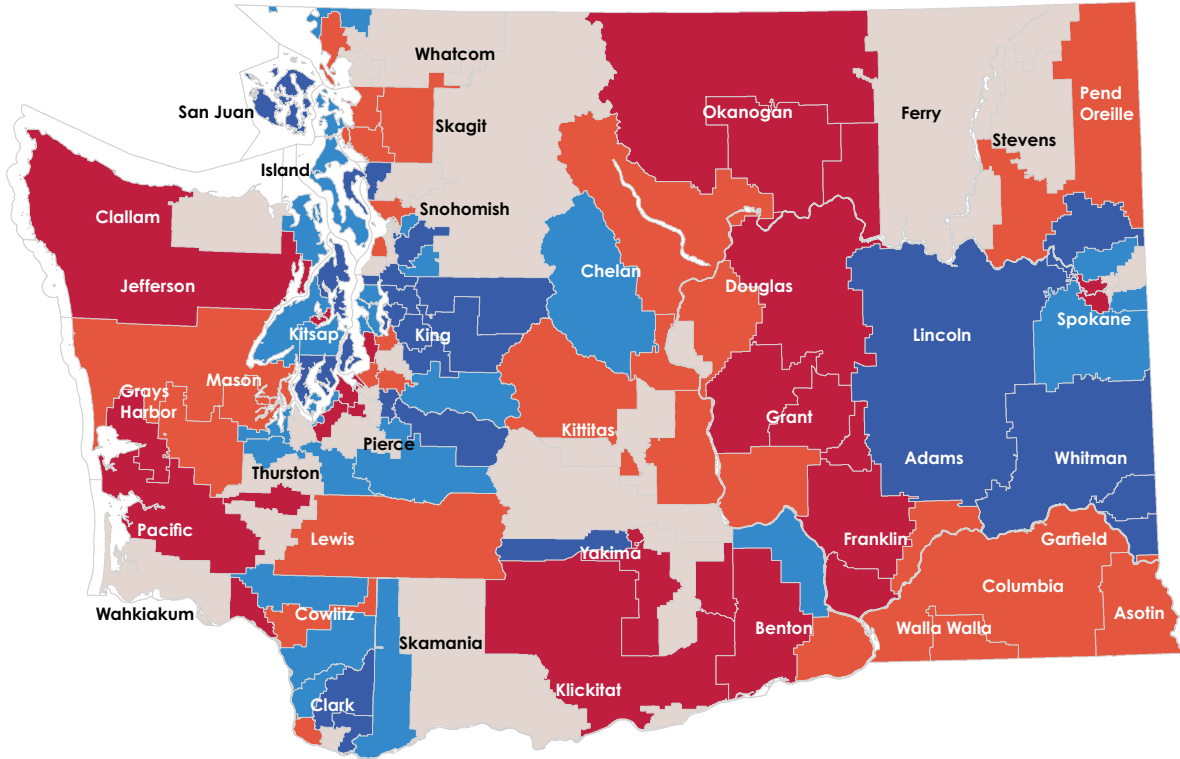 Whatcom
San Juan
Skagit
Okanogan
Ferry
Pend
Oreille
Stevens
Island
Snohomish
Clallam
Jefferson
Chelan
Douglas
Kitsap
King
Lincoln
Spokane
Mason
Grays
Harbor
Grant
Kittitas
Pierce
Adams
Whitman
Thurston
Pacific
Lewis
Yakima
Franklin
Garfield
Columbia
Wahkiakum
Cowlitz
Asotin
Skamania
Benton
Walla Walla
Klickitat
Clark